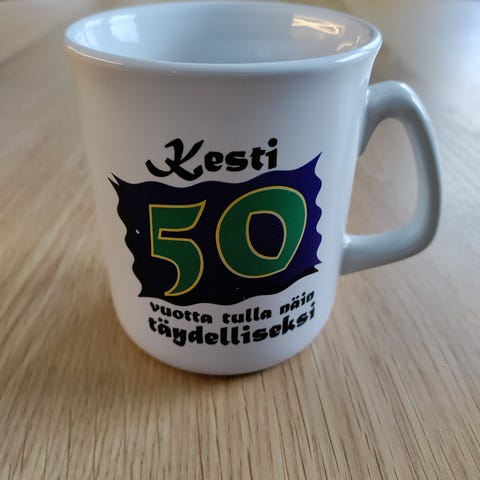 Kesti
50
vuotta tulla näin
täydelliseksi